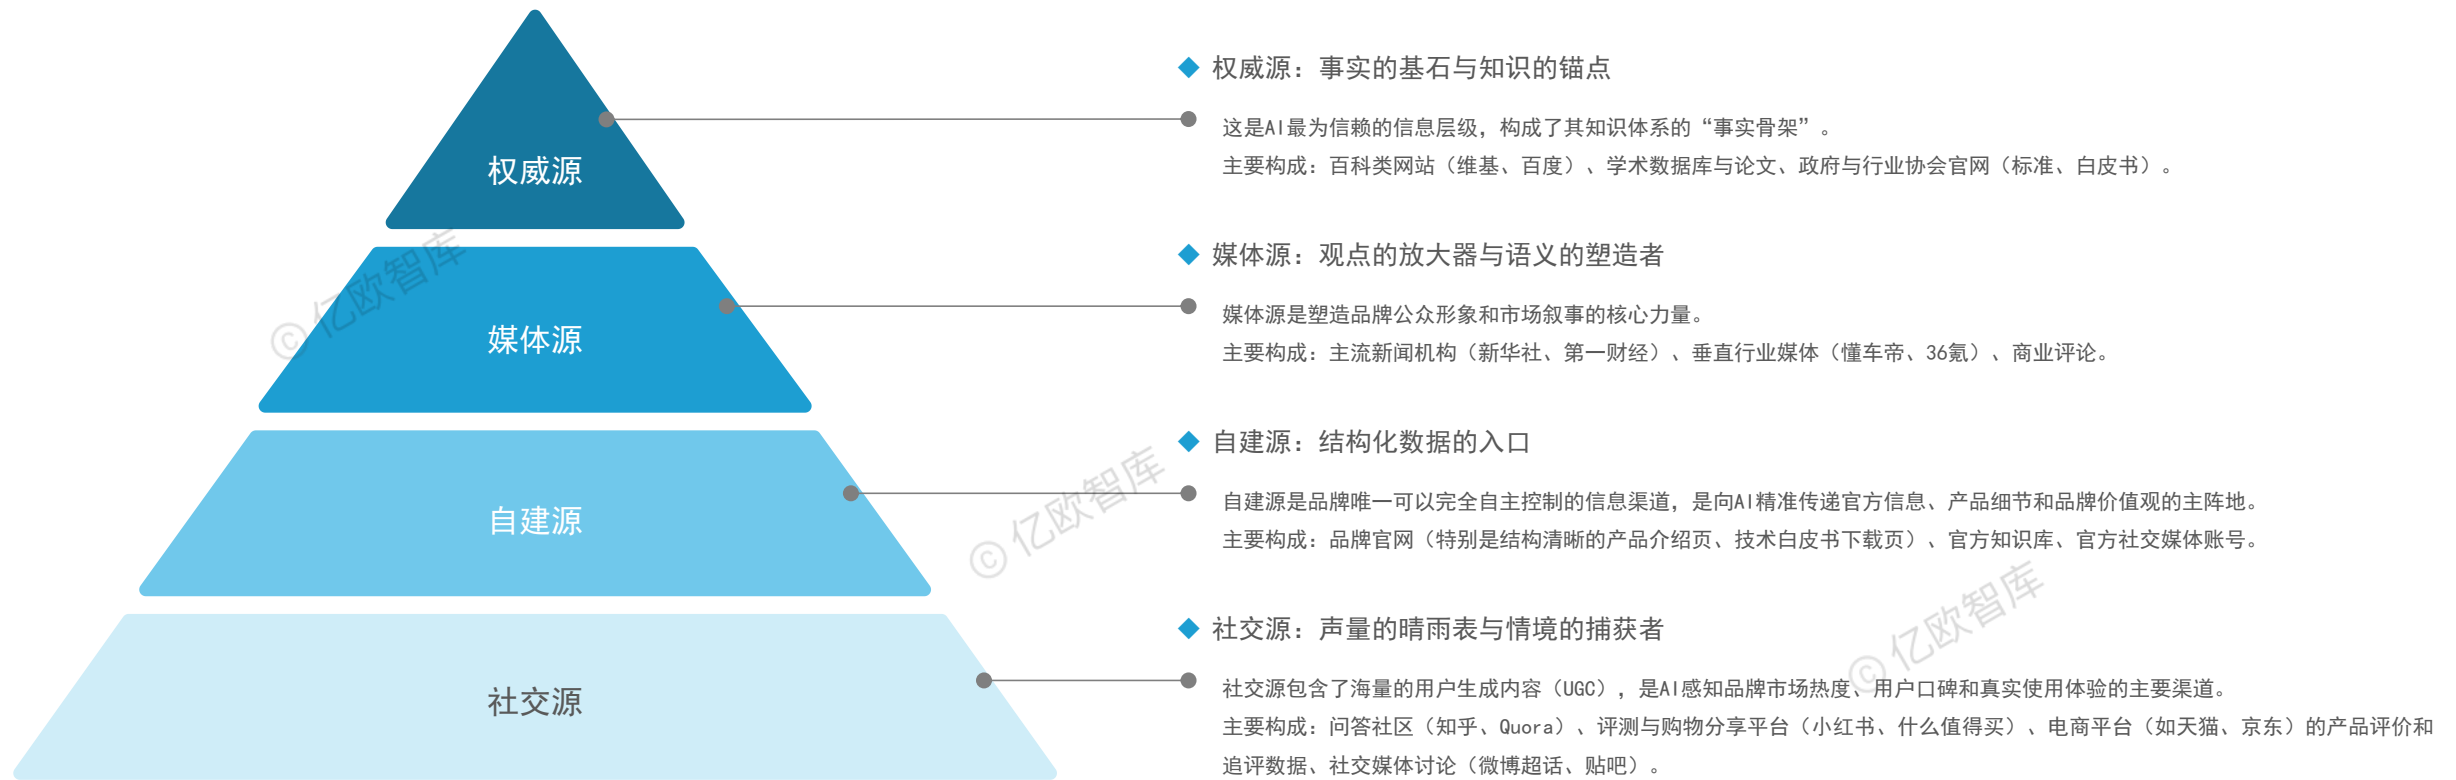 权威源
媒体源
自建源
社交源
权威源：事实的基石与知识的锚点
这是AI最为信赖的信息层级，构成了其知识体系的“事实骨架”。
主要构成：百科类网站（维基、百度）、学术数据库与论文、政府与行业协会官网（标准、白皮书）。
媒体源：观点的放大器与语义的塑造者
媒体源是塑造品牌公众形象和市场叙事的核心力量。
主要构成：主流新闻机构（新华社、第一财经）、垂直行业媒体（懂车帝、36氪）、商业评论。
自建源：结构化数据的入口
自建源是品牌唯一可以完全自主控制的信息渠道，是向AI精准传递官方信息、产品细节和品牌价值观的主阵地。
主要构成：品牌官网（特别是结构清晰的产品介绍页、技术白皮书下载页）、官方知识库、官方社交媒体账号。
社交源：声量的晴雨表与情境的捕获者
社交源包含了海量的用户生成内容（UGC），是AI感知品牌市场热度、用户口碑和真实使用体验的主要渠道。
主要构成：问答社区（知乎、Quora）、评测与购物分享平台（小红书、什么值得买）、电商平台（如天猫、京东）的产品评价和
追评数据、社交媒体讨论（微博超话、贴吧）。
©亿欧智库
©亿欧智库
©亿欧智库